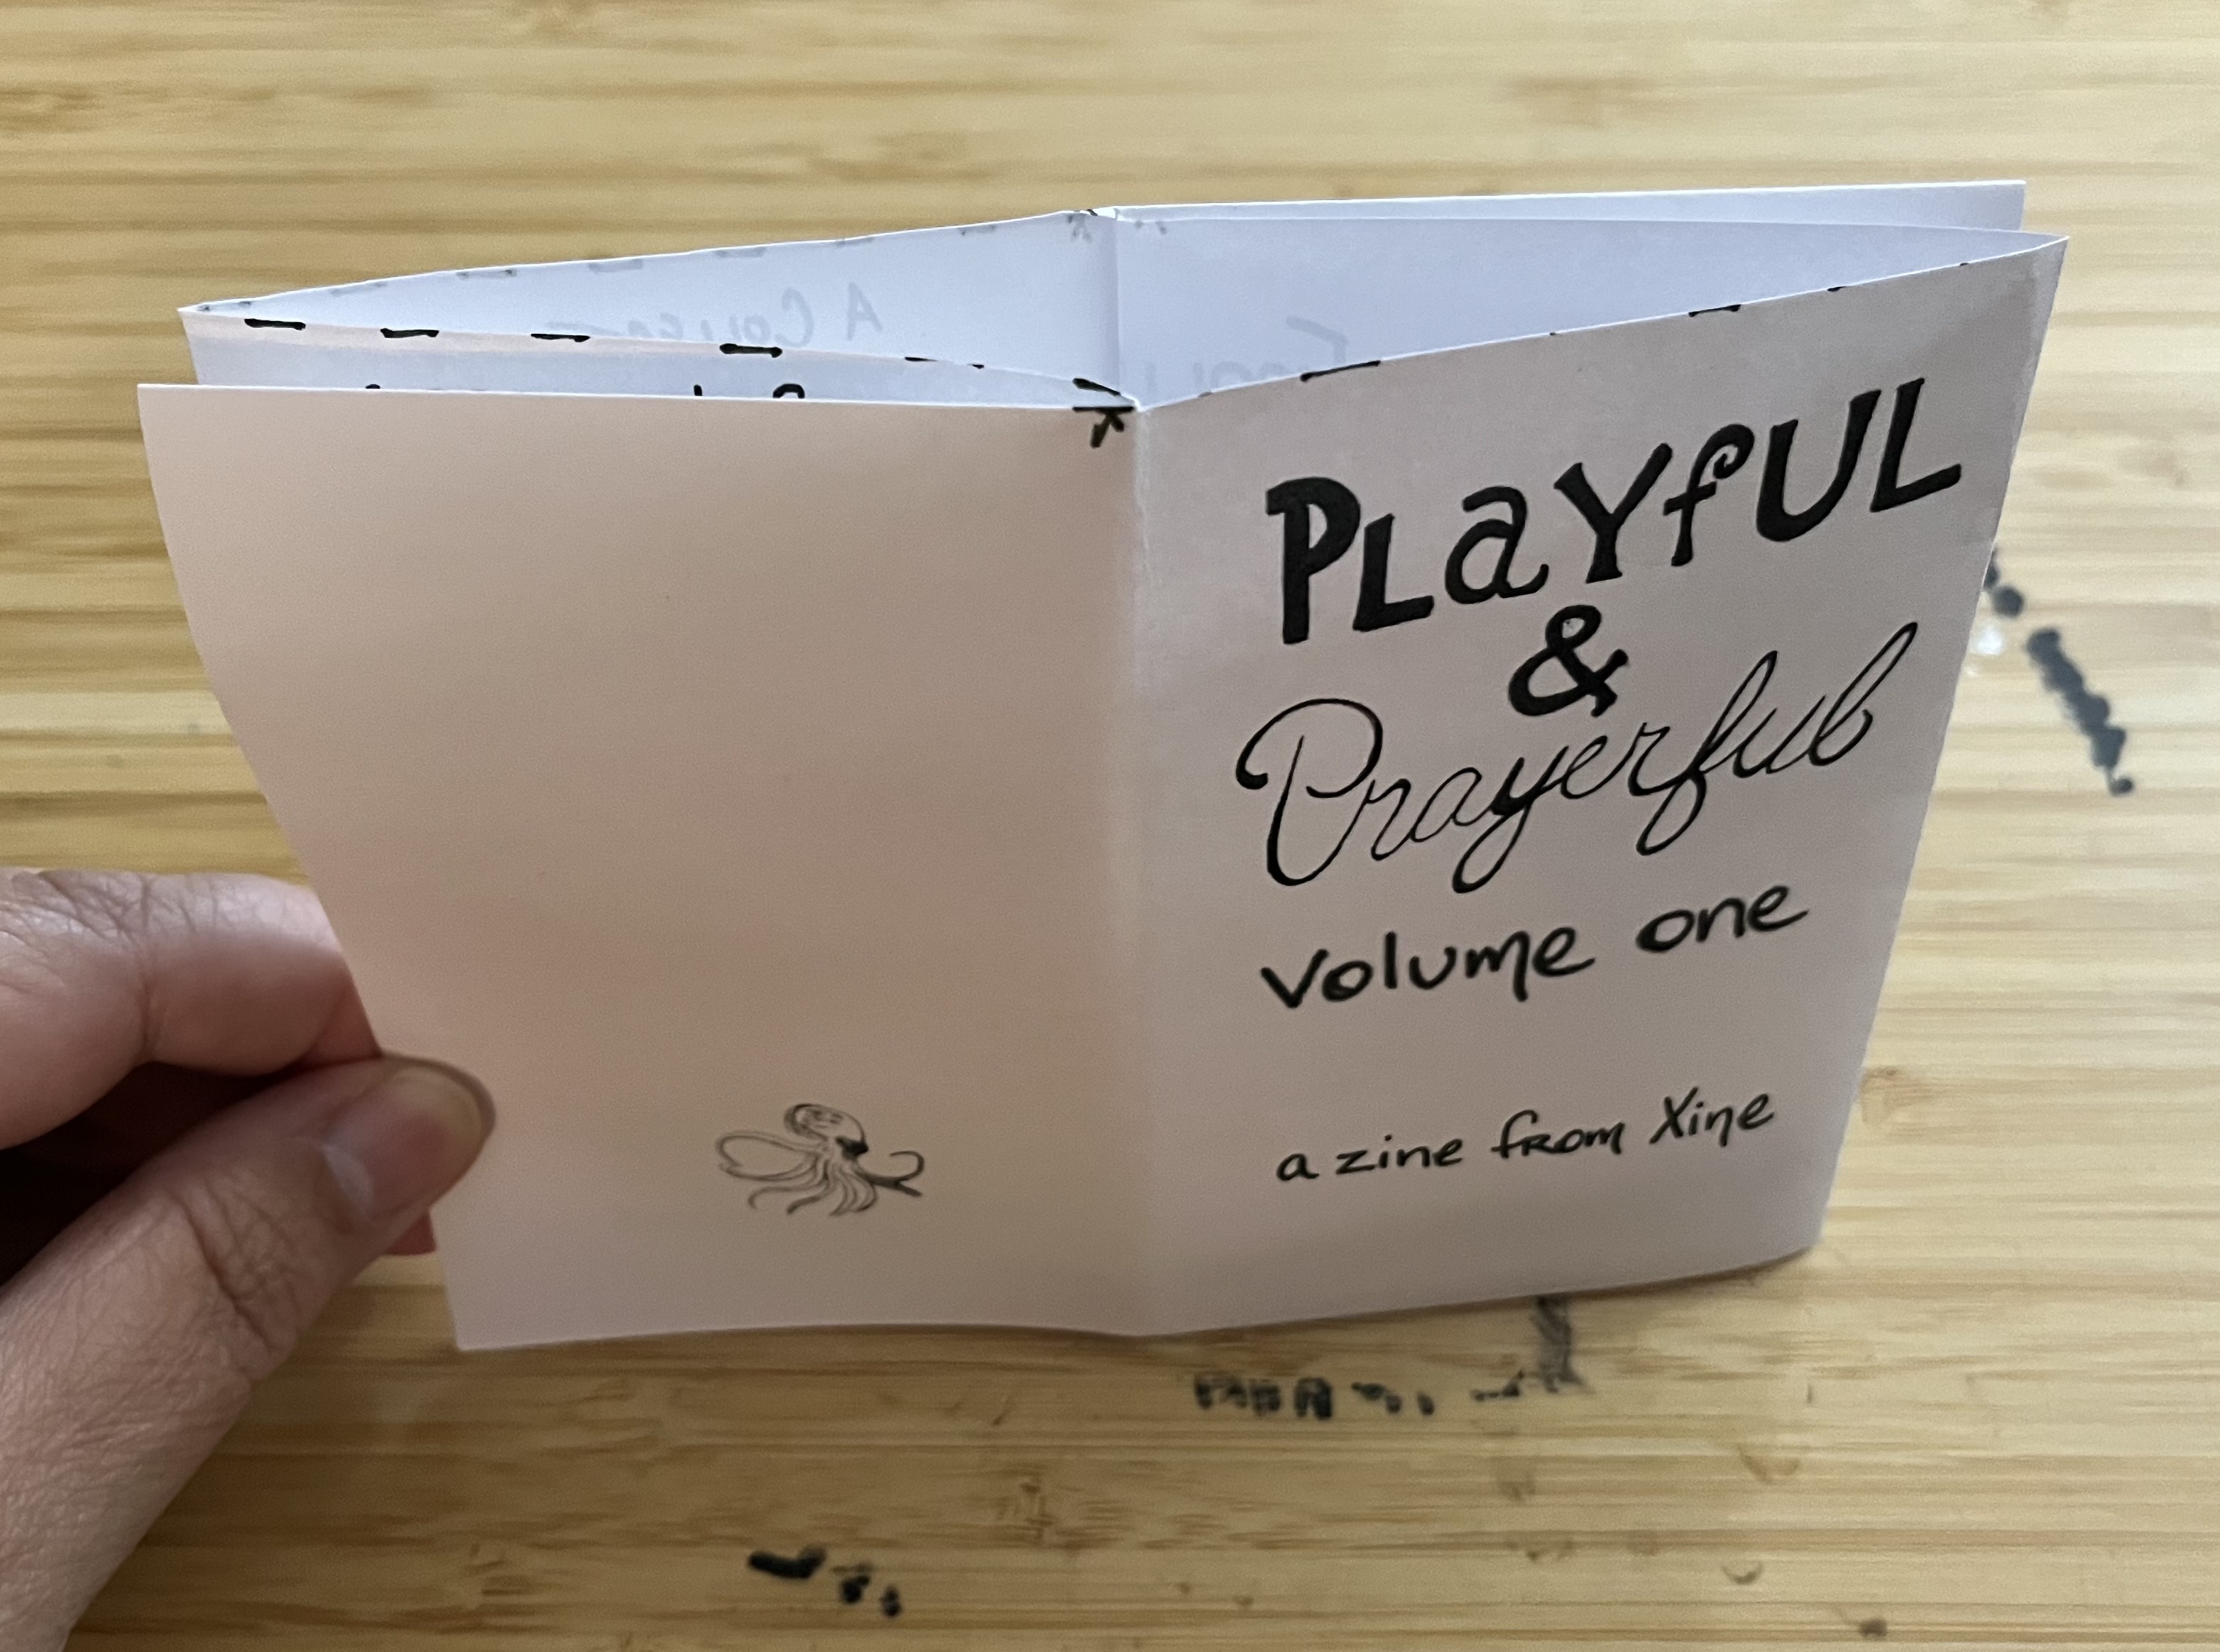 PLaYfUL
&
Prayerful
Volume one
a zine from Xine